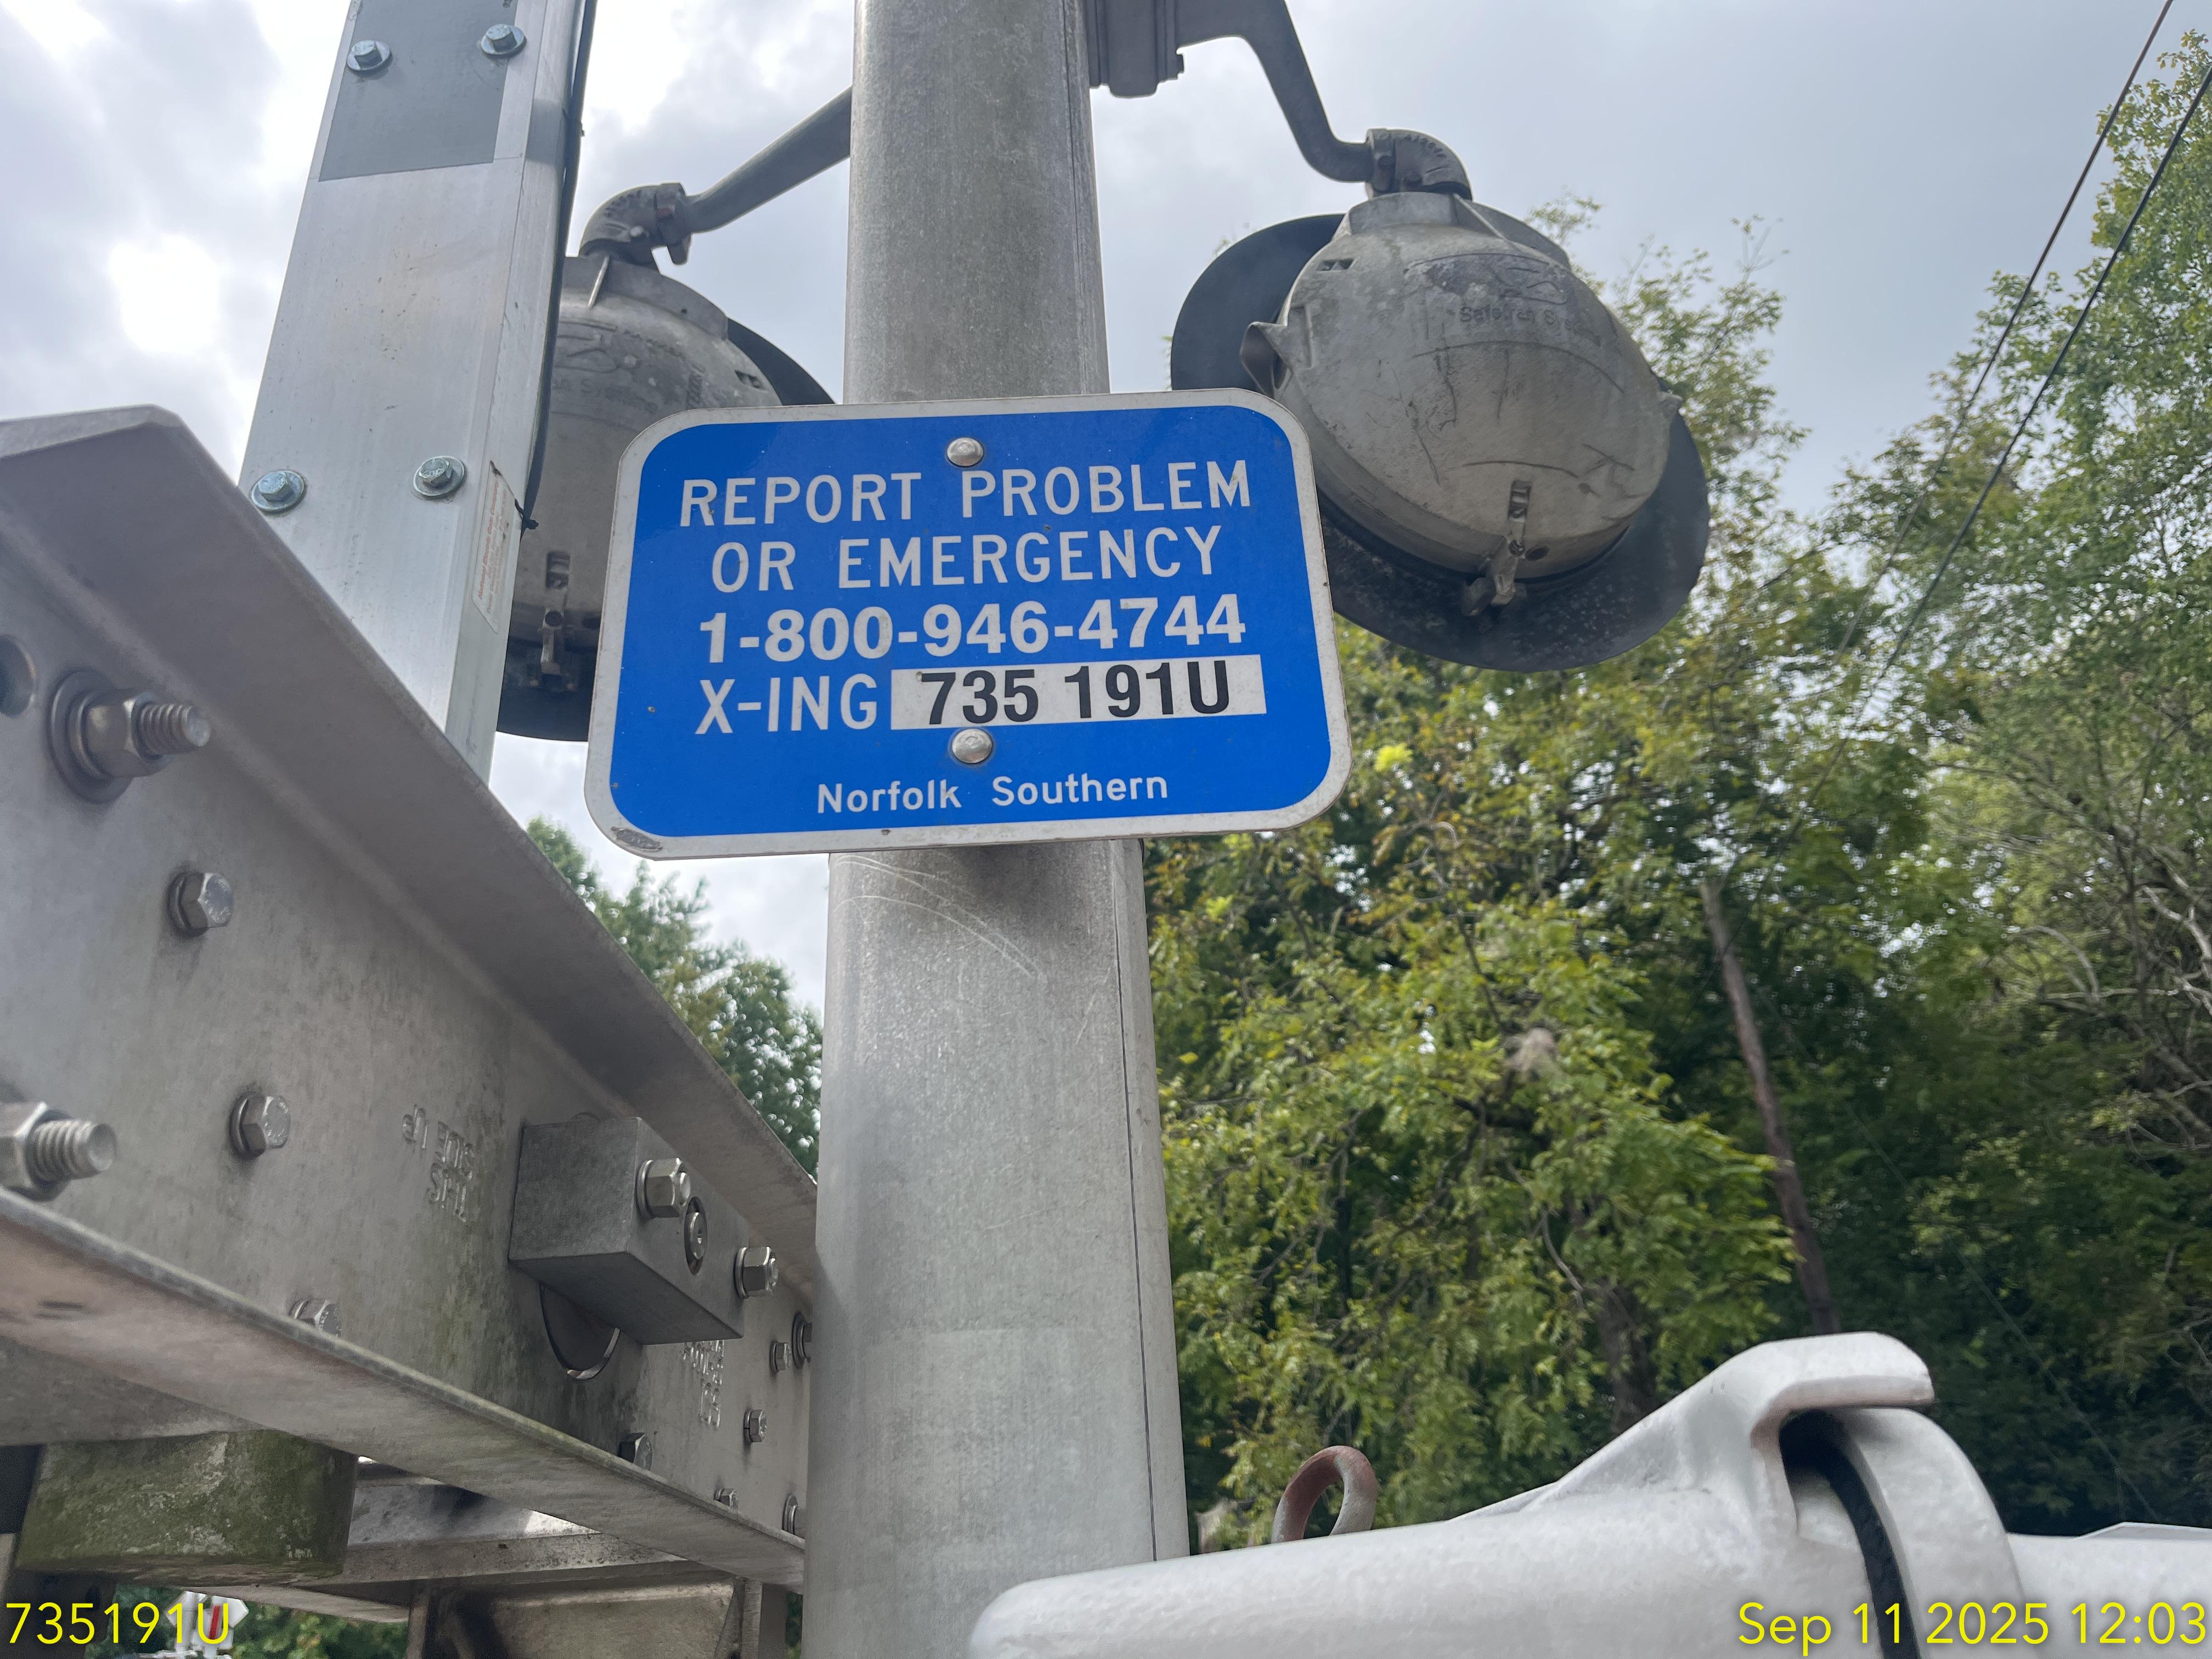 REPORT PROBLEM
OR EMERGENCY
1-800-946-4744
X-ING 735 191U
Norfolk Southern
735191U
Sep 11 2025 12:03